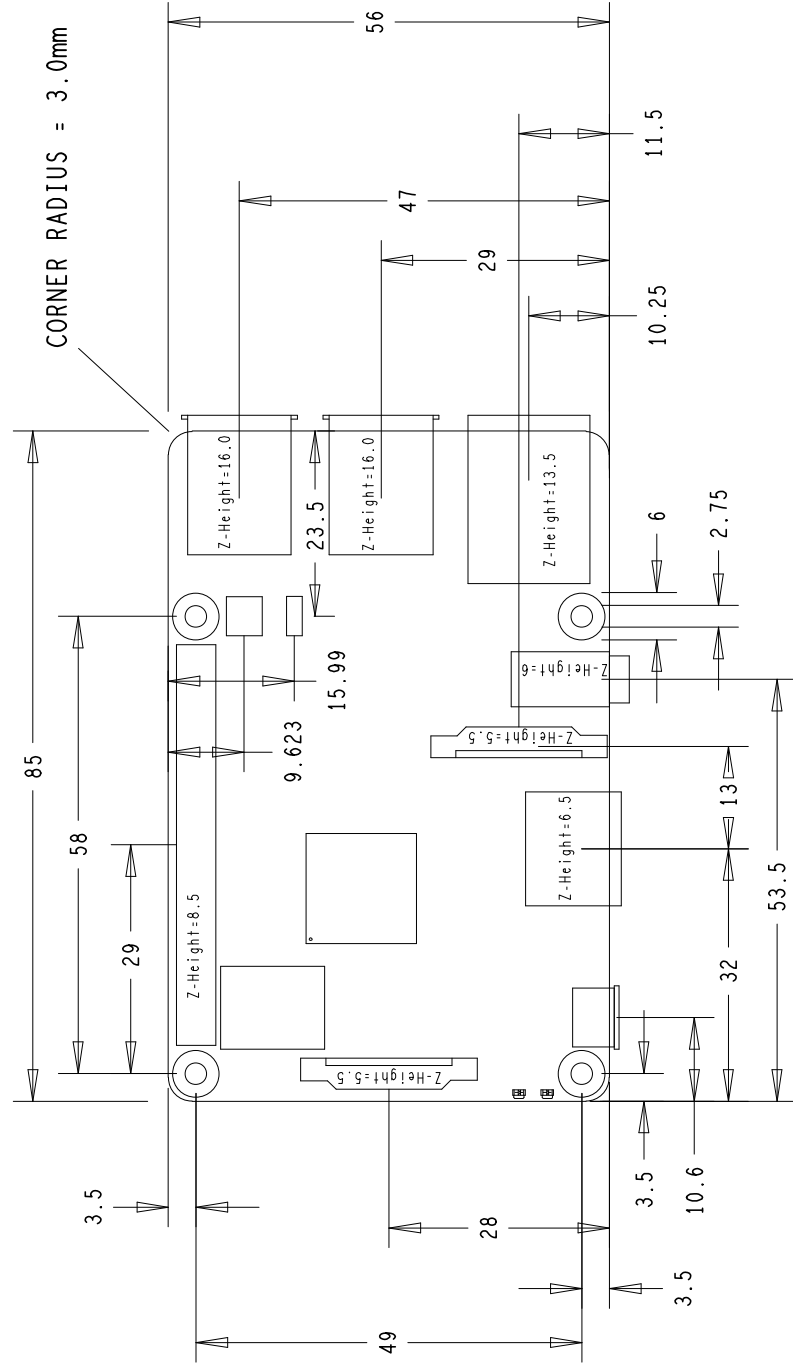 56
CORNER RADIUS = 3.0mm
11.5
47
29
10.25
Z-Height=16.0
Z-Height=16.0
Z-Height=13.5
23.5
6
2.75
15.99
9.623
Z-Height=6
Z-Height=5.5
85
58
13
Z-Height=6.5
53.5
29
Z-Height=8.5
32
Z-Height=5.5
3.5
10.6
3.5
28
3.5
49